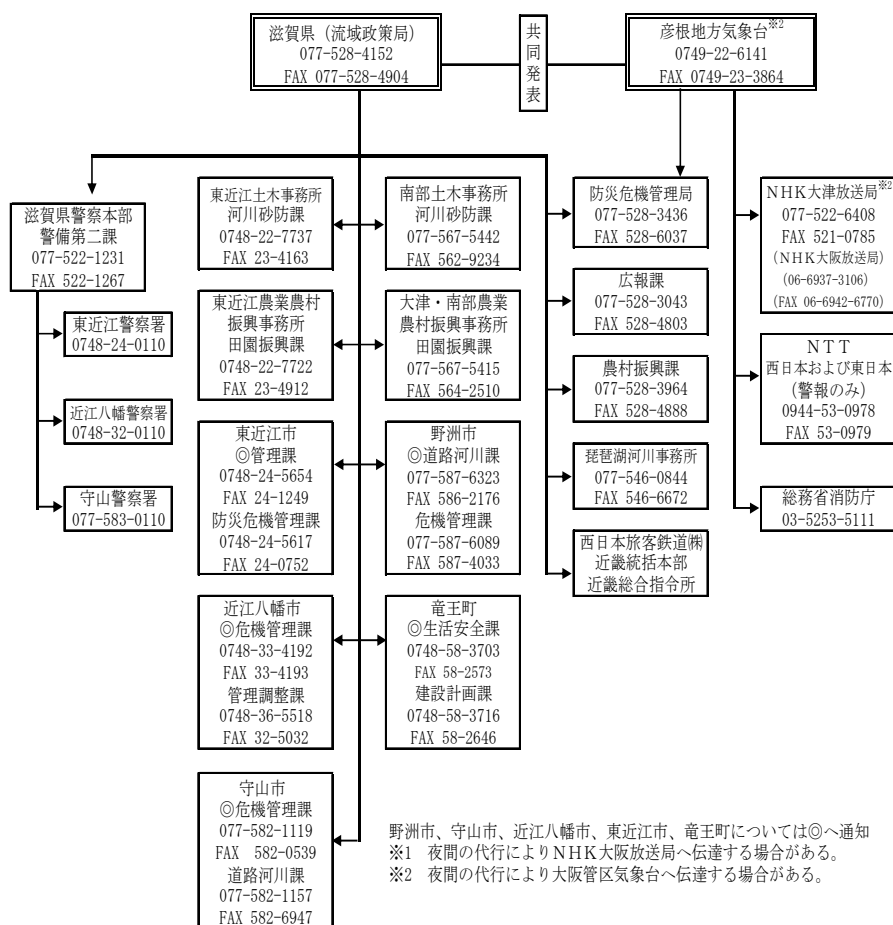 滋賀県（流域政策局）
077-528-4152
FAX 077-528-4904
共同発表
彦根地方気象台※2
0749-22-6141
FAX 0749-23-3864
滋賀県警察本部
警備第二課
077-522-1231
FAX 522-1267
東近江警察署
0748-24-0110
近江八幡警察署
0748-32-0110
守山警察署
077-583-0110
東近江土木事務所
河川砂防課
0748-22-7737
FAX 23-4163
南部土木事務所
河川砂防課
077-567-5442
FAX 562-9234
東近江農業農村
振興事務所
田園振興課
0748-22-7722
FAX 23-4912
大津・南部農業
農村振興事務所
田園振興課
077-567-5415
FAX 564-2510
東近江市
◎管理課
0748-24-5654
FAX 24-1249
防災危機管理課
0748-24-5617
FAX 24-0752
野洲市
◎道路河川課
077-587-6323
FAX 586-2176
危機管理課
077-587-6089
FAX 587-4033
近江八幡市
◎危機管理課
0748-33-4192
FAX 33-4193
管理調整課
0748-36-5518
FAX 32-5032
竜王町
◎生活安全課
0748-58-3703
FAX 58-2573
建設計画課
0748-58-3716
FAX 58-2646
守山市
◎危機管理課
077-582-1119
FAX 582-0539
道路河川課
077-582-1157
FAX 582-6947
防災危機管理局
077-528-3436
FAX 528-6037
広報課
077-528-3043
FAX 528-4803
農村振興課
077-528-3964
FAX 528-4888
琵琶湖河川事務所
077-546-0844
FAX 546-6672
西日本旅客鉄道㈱
近畿統括本部
近畿総合指令所
NHK大津放送局※2
077-522-6408
FAX 521-0785
(NHK大阪放送局)
(06-6937-3106)
(FAX 06-6942-6770)
NTT
西日本および東日本
(警報のみ)
0944-53-0978
FAX 53-0979
総務省消防庁
03-5253-5111
野洲市、守山市、近江八幡市、東近江市、竜王町については◎へ通知
※1 夜間の代行によりNHK大阪放送局へ伝達する場合がある。
※2 夜間の代行により大阪管区気象台へ伝達する場合がある。